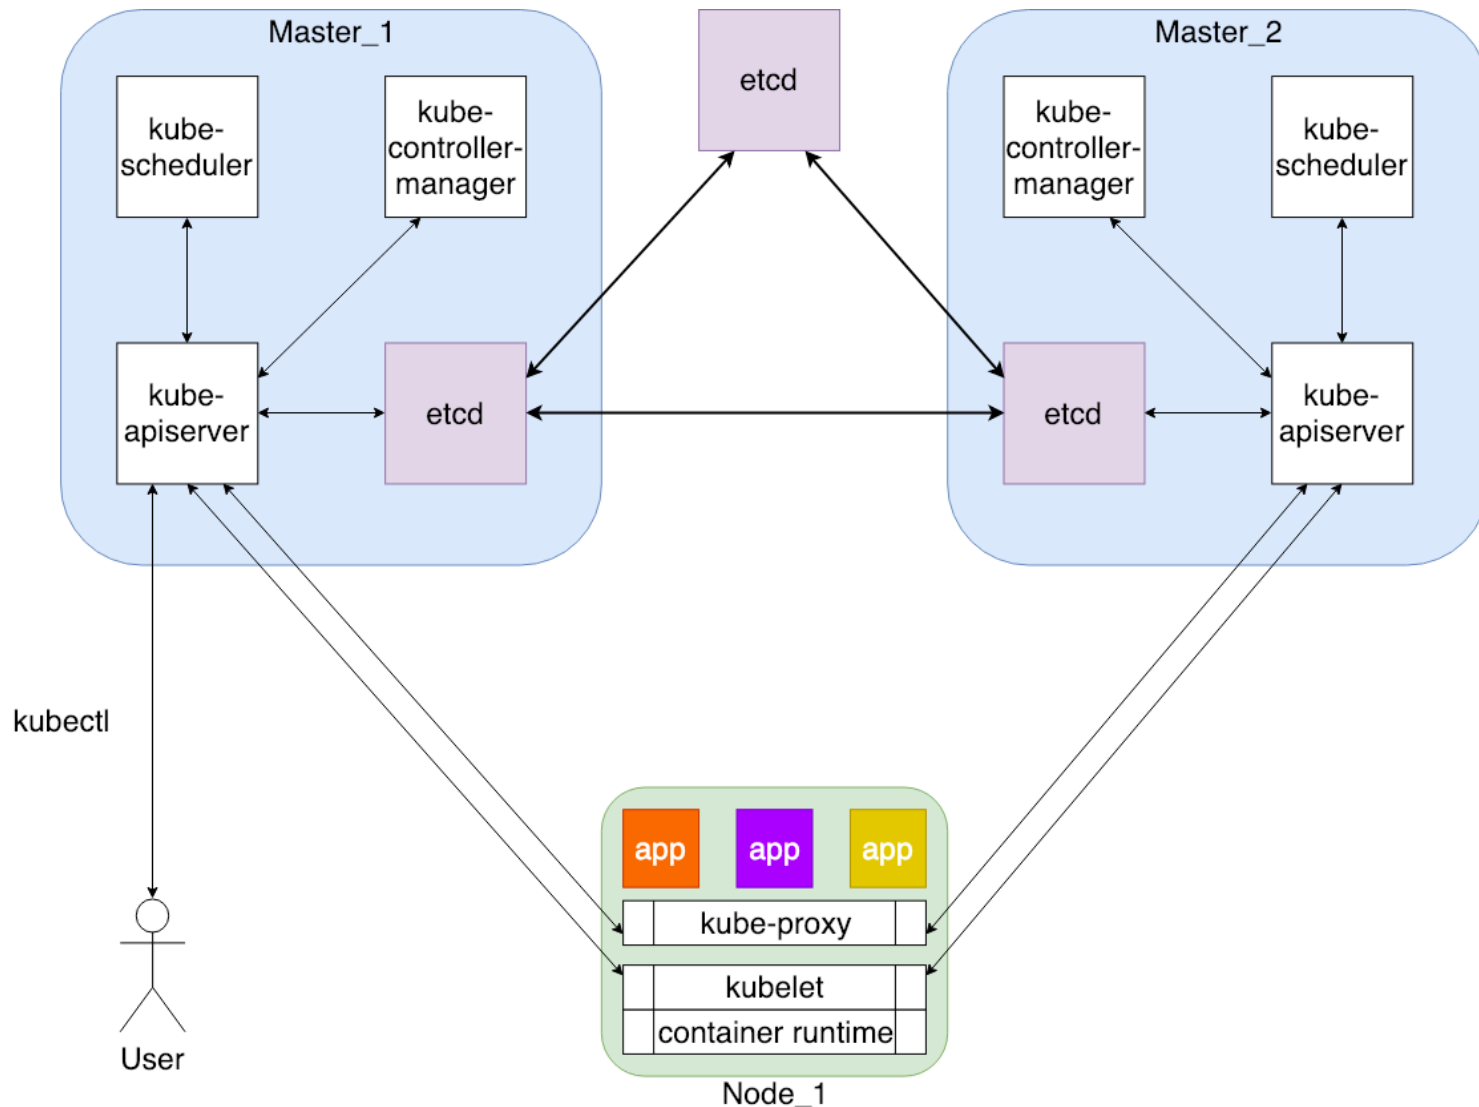 Master_1
kube-
scheduler
kube-
controller-
manager
kube-
apiserver
etcd
etcd
Master_2
kube-
controller-
manager
kube-
scheduler
etcd
kube-
apiserver
kubectl
User
app
app
app
kube-proxy
kubelet
container runtime
Node_1